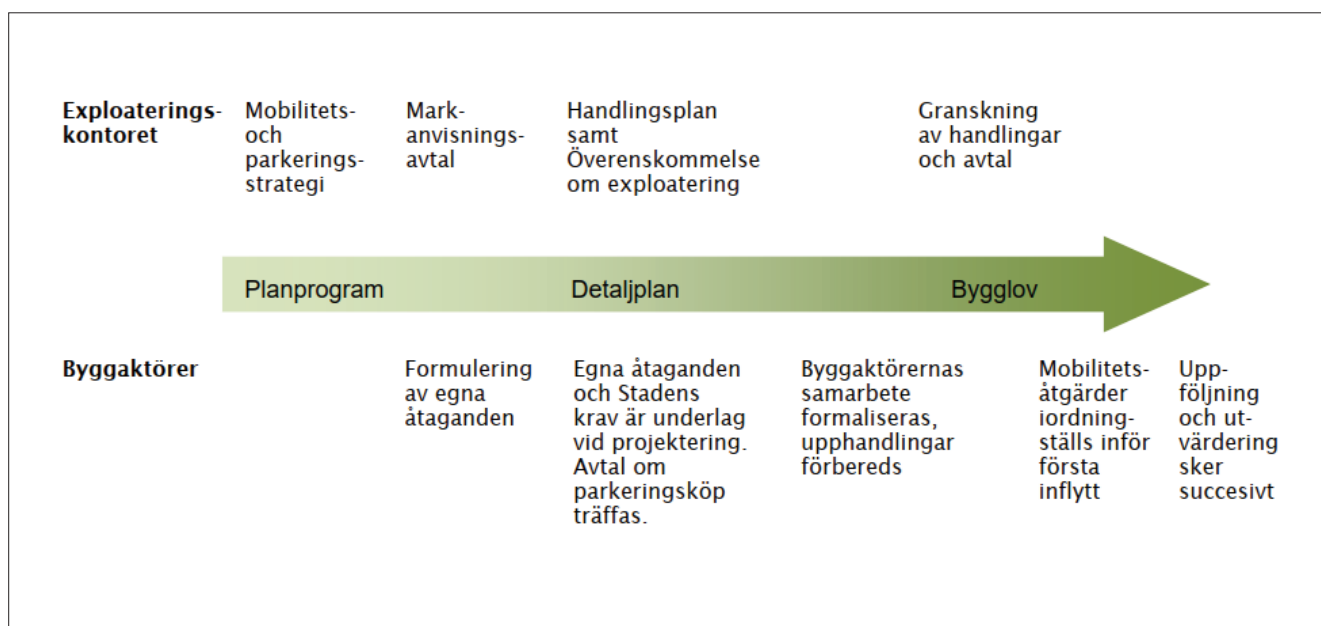 Exploaterings-
kontoret
Mobilitets-
och
parkerings-
strategi
Mark-
anvisnings-
avtal
Handlingsplan
samt
Överenskommelse
om exploatering
Granskning
av handlingar
och avtal
Planprogram
Detaljplan
Bygglov
Byggaktörer
Formulering
av egna
åtaganden
Egna åtaganden
och Stadens
krav är underlag
vid projektering.
Avtal om
parkeringsköp
träffas.
Byggaktörernas
samarbete
formaliseras,
upphandlingar
förbereds
Mobilitets-
åtgärder
iordning-
ställs inför
första
inflytt
Upp-
följning
och ut-
värdering
sker
succesivt